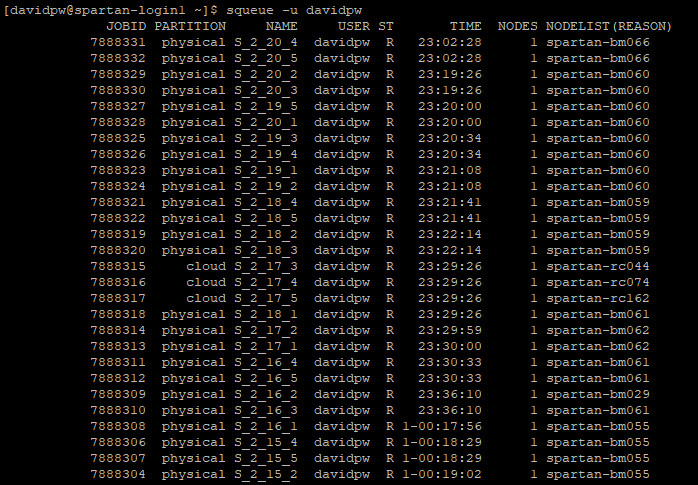 [davidpw@spartan-login1 ~]$ squeue -u davidpw
JOBID PARTITION NAME USER ST TIME NODES NODELIST(REASON)
7888331 physical S_2_20_4 davidpw R 23:02:28 1 spartan-bm066
7888332 physical S_2_20_5 davidpw R 23:02:28 1 spartan-bm066
7888329 physical S_2_20_2 davidpw R 23:19:26 1 spartan-bm060
7888330 physical S_2_20_3 davidpw R 23:19:26 1 spartan-bm060
7888327 physical S_2_19_5 davidpw R 23:20:00 1 spartan-bm060
7888328 physical S_2_20_1 davidpw R 23:20:00 1 spartan-bm060
7888325 physical S_2_19_3 davidpw R 23:20:34 1 spartan-bm060
7888326 physical S_2_19_4 davidpw R 23:20:34 1 spartan-bm060
7888323 physical S_2_19_1 davidpw R 23:21:08 1 spartan-bm060
7888324 physical S_2_19_2 davidpw R 23:21:08 1 spartan-bm060
7888321 physical S_2_18_4 davidpw R 23:21:41 1 spartan-bm059
7888322 physical S_2_18_5 davidpw R 23:21:41 1 spartan-bm059
7888319 physical S_2_18_2 davidpw R 23:22:14 1 spartan-bm059
7888320 physical S_2_18_3 davidpw R 23:22:14 1 spartan-bm059
7888315 cloud S_2_17_3 davidpw R 23:29:26 1 spartan-rc044
7888316 cloud S_2_17_4 davidpw R 23:29:26 1 spartan-rc074
7888317 cloud S_2_17_5 davidpw R 23:29:26 1 spartan-rc162
7888318 physical S_2_18_1 davidpw R 23:29:26 1 spartan-bm061
7888314 physical S_2_17_2 davidpw R 23:29:59 1 spartan-bm062
7888313 physical S_2_17_1 davidpw R 23:30:00 1 spartan-bm062
7888311 physical S_2_16_4 davidpw R 23:30:33 1 spartan-bm061
7888312 physical S_2_16_5 davidpw R 23:30:33 1 spartan-bm061
7888309 physical S_2_16_2 davidpw R 23:36:10 1 spartan-bm029
7888310 physical S_2_16_3 davidpw R 23:36:10 1 spartan-bm061
7888308 physical S_2_16_1 davidpw R 1-00:17:56 1 spartan-bm055
7888306 physical S_2_15_4 davidpw R 1-00:18:29 1 spartan-bm055
7888307 physical S_2_15_5 davidpw R 1-00:18:29 1 spartan-bm055
7888304 physical S_2_15_2 davidpw R 1-00:19:02 1 spartan-bm055